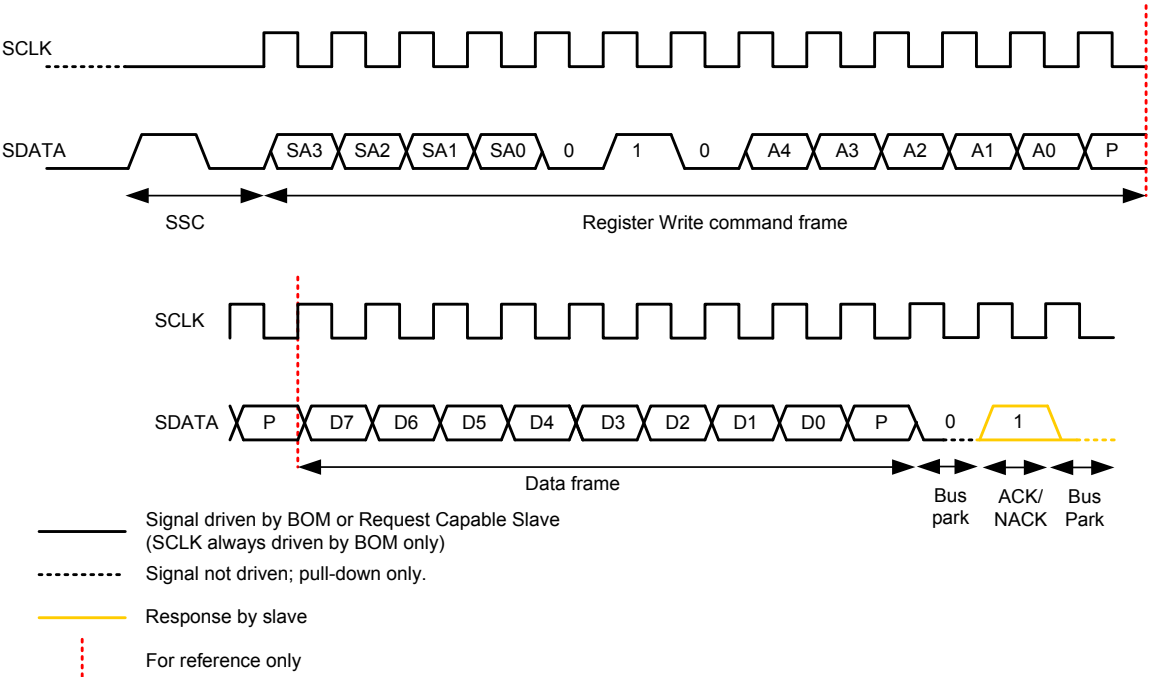 SCLK
SDATA SA3 SA2 SA1 SA0 0 1 0 A4 A3 A2 A1 A0 P
SSC Register Write command frame
SCLK
SDATA P D7 D6 D5 D4 D3 D2 D1 D0 P 0 1
Data frame
Bus park
ACK/ NACK
Bus Park
Signal driven by BOM or Request Capable Slave
(SCLK always driven by BOM only)
Signal not driven; pull-down only.
Response by slave
For reference only